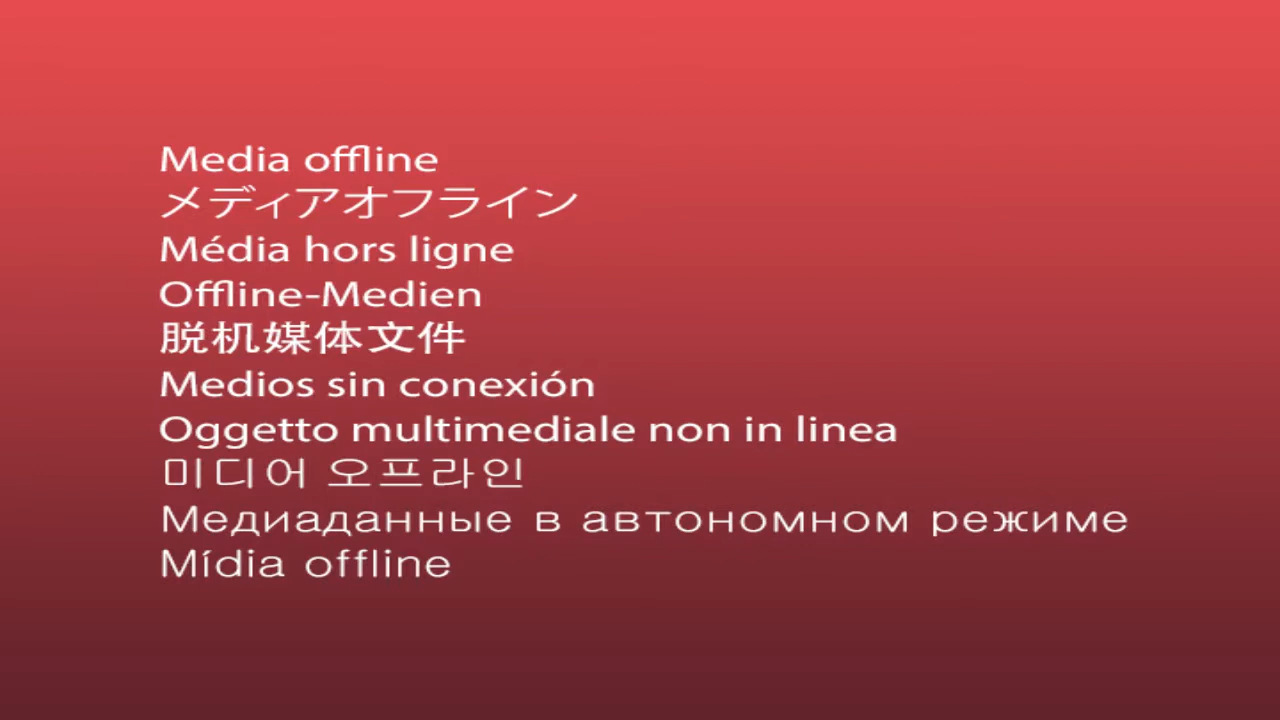 Media offline
メディアオフライン
Média hors ligne
Offline-Medien
脱机媒体文件
Medios sin conexión
Oggetto multimediale non in linea
미디어 오프라인
Медиаданные в автономном режиме
Mídia offline